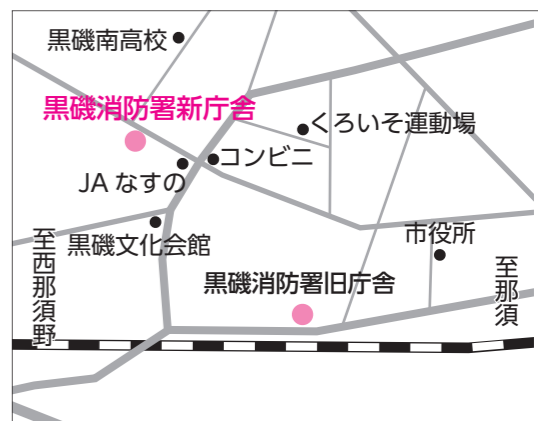 黒磯南高校
黒磯消防署新庁舎
くろいそ運動場
コンビニ
JAなすの
黒磯文化会館
市役所
黒磯消防署旧庁舎
至西那須野
至那須